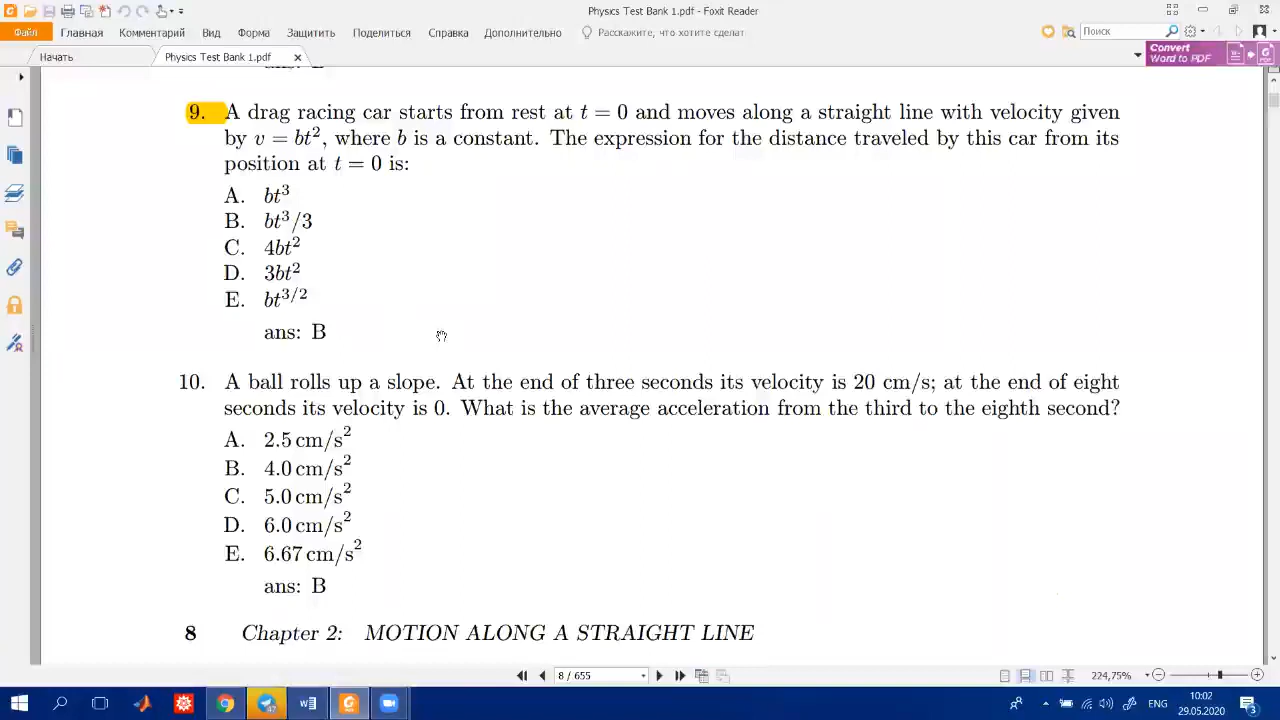 Physics Test Bank 1.pdf - Foxit Reader
Файл Главная Комментарий Вид Форма Защитить Поделиться Справка Дополнительно Расскажите, что хотите сделат Поиск
Начать Physics Test Bank 1.pdf Convert
Word to PDF
9. A drag racing car starts from rest at t = 0 and moves along a straight line with velocity given
by v = bt², where b is a constant. The expression for the distance traveled by this car from its
position at t = 0 is:
A. bt³
B. bt³/3
C. 4bt²
D. 3bt²
E. bt^{3/2}
ans: B
10. A ball rolls up a slope. At the end of three seconds its velocity is 20 cm/s; at the end of eight
seconds its velocity is 0. What is the average acceleration from the third to the eighth second?
A. 2.5 cm/s²
B. 4.0 cm/s²
C. 5.0 cm/s²
D. 6.0 cm/s²
E. 6.67 cm/s²
ans: B
8 Chapter 2: MOTION ALONG A STRAIGHT LINE
8 / 655 224,75%
47 ENG 10:02
29.05.2020 3